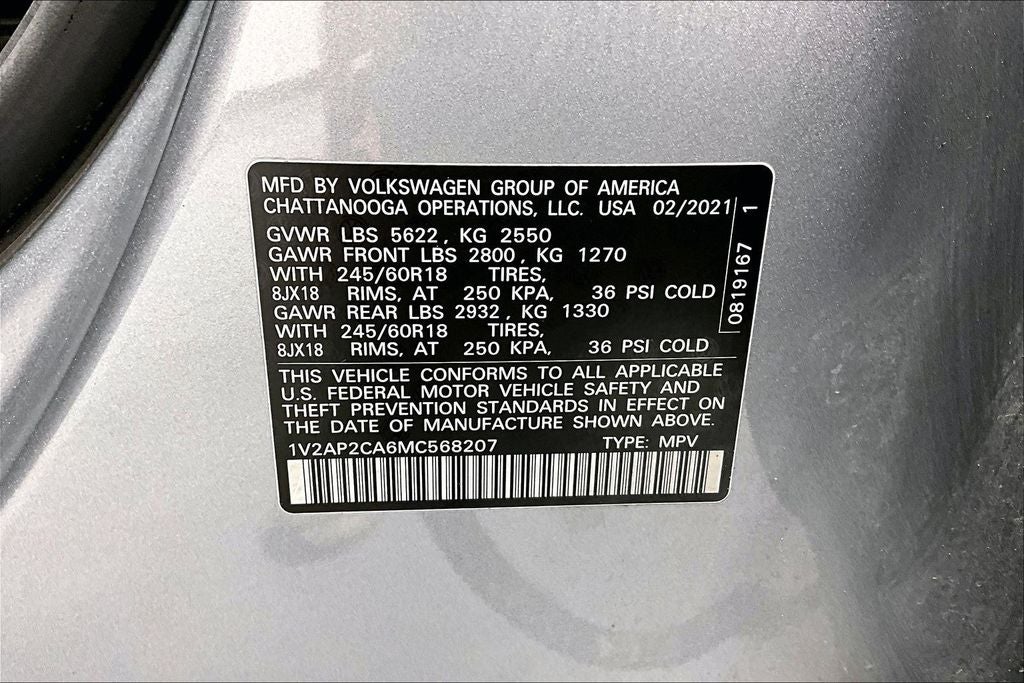 MFD BY VOLKSWAGEN GROUP OF AMERICA
CHATTANOOGA OPERATIONS, LLC. USA 02/2021
GVWR LBS 5622, KG 2550
GAWR FRONT LBS 2800, KG 1270
WITH 245/60R18 TIRES,
8JX18 RIMS, AT 250 KPA, 36 PSI COLD
GAWR REAR LBS 2932, KG 1330
WITH 245/60R18 TIRES,
8JX18 RIMS, AT 250 KPA, 36 PSI COLD
0819167 1
THIS VEHICLE CONFORMS TO ALL APPLICABLE
U.S. FEDERAL MOTOR VEHICLE SAFETY AND
THEFT PREVENTION STANDARDS IN EFFECT ON
THE DATE OF MANUFACTURE SHOWN ABOVE.
1V2AP2CA6MC568207 TYPE: MPV